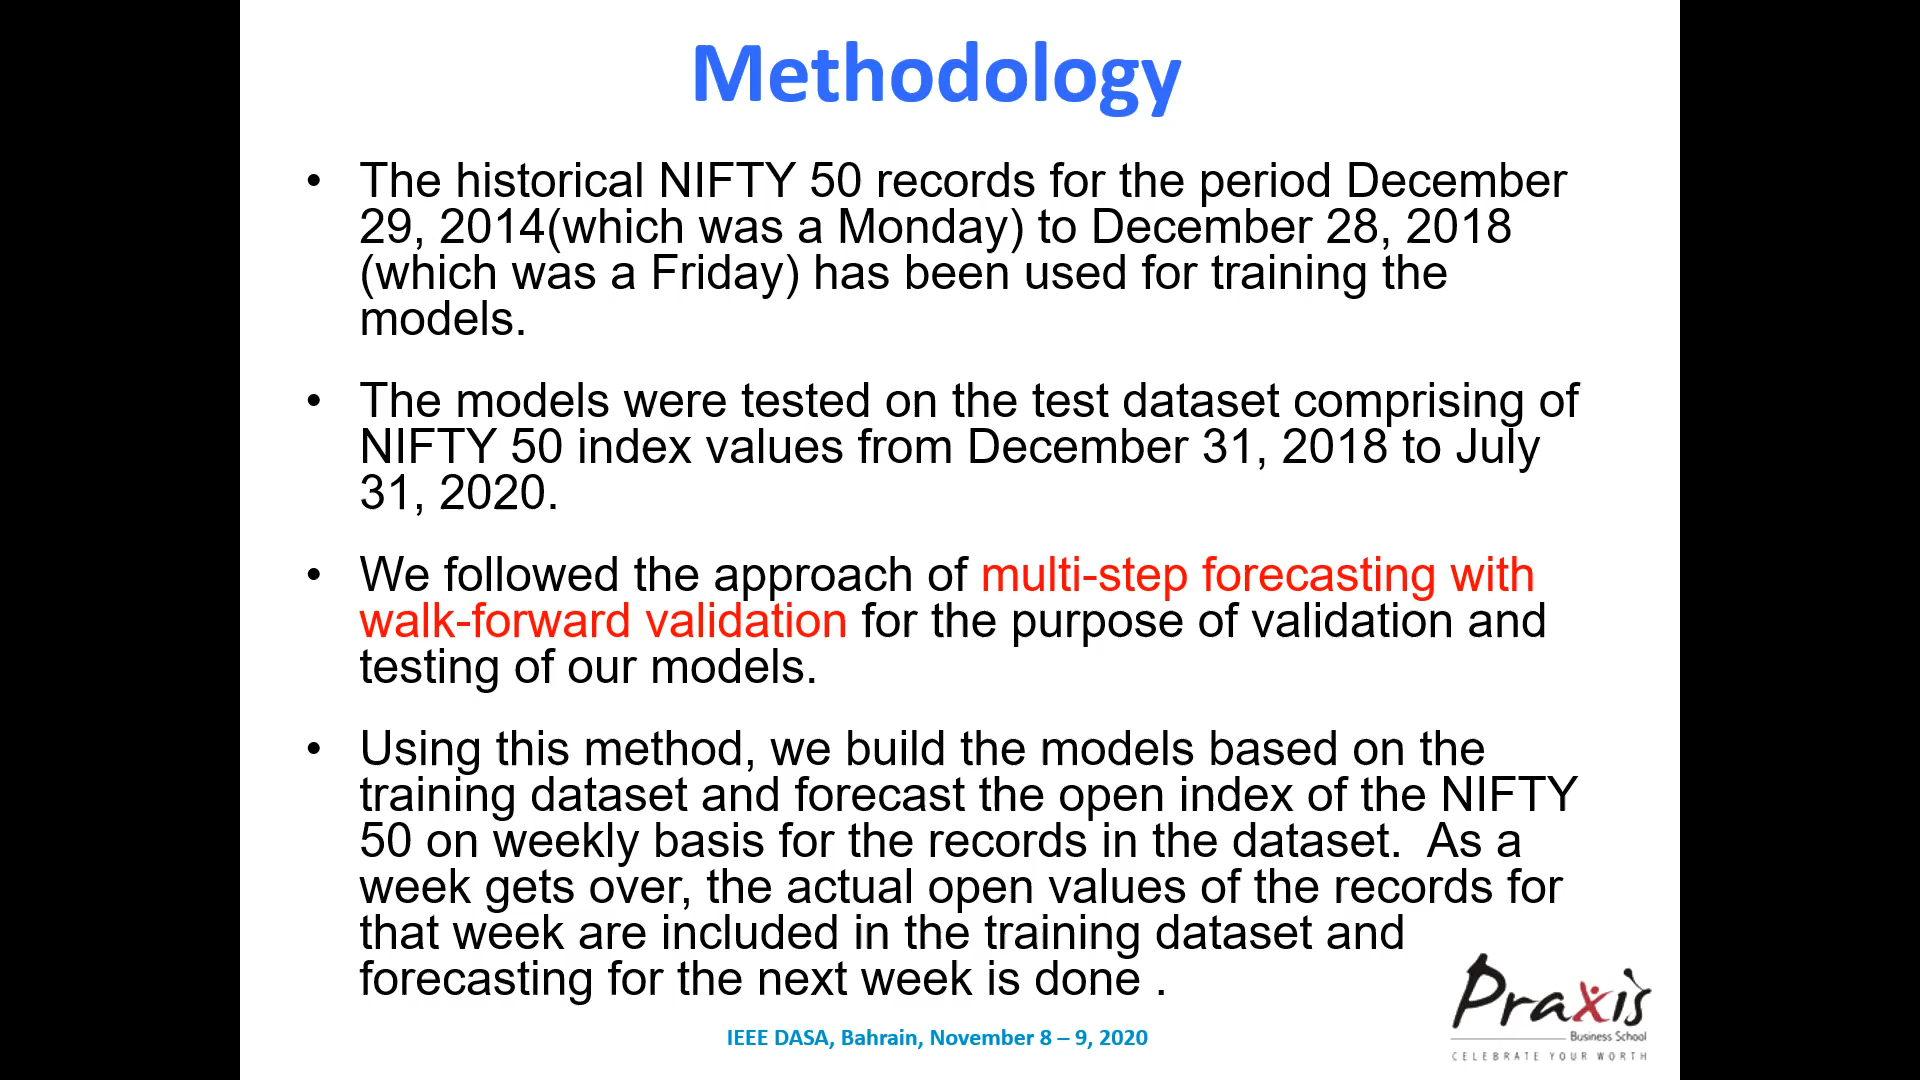 Methodology
• The historical NIFTY 50 records for the period December
29, 2014(which was a Monday) to December 28, 2018
(which was a Friday) has been used for training the
models.
• The models were tested on the test dataset comprising of
NIFTY 50 index values from December 31, 2018 to July
31, 2020.
• We followed the approach of multi-step forecasting with
walk-forward validation for the purpose of validation and
testing of our models.
• Using this method, we build the models based on the
training dataset and forecast the open index of the NIFTY
50 on weekly basis for the records in the dataset.  As a
week gets over, the actual open values of the records for
that week are included in the training dataset and
forecasting for the next week is done .
IEEE DASA, Bahrain, November 8 – 9, 2020
Praxis
Business School
CELEBRATE YOUR WORTH